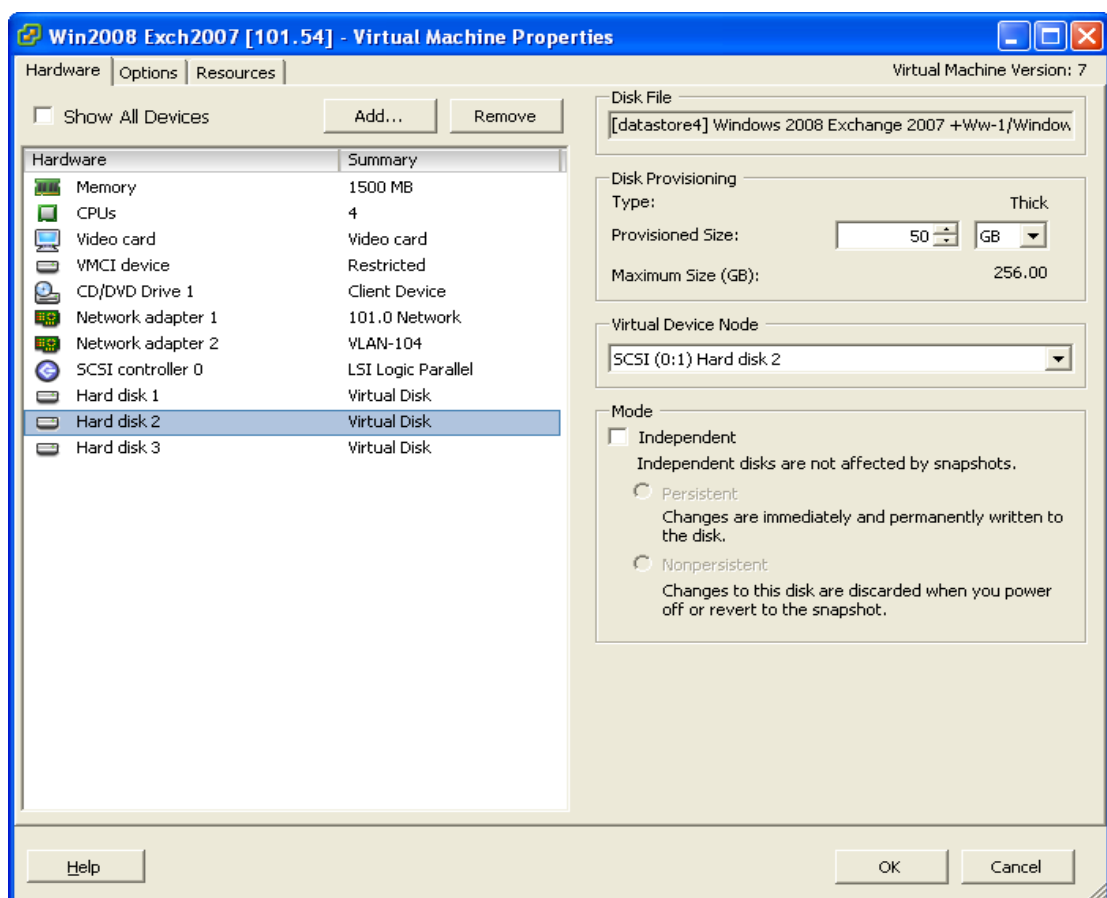 Win2008 Exch2007 [101.54] - Virtual Machine Properties
Hardware Options Resources Virtual Machine Version: 7
Show All Devices Add... Remove
Hardware Summary
Memory 1500 MB
CPUs 4
Video card Video card
VMCI device Restricted
CD/DVD Drive 1 Client Device
Network adapter 1 101.0 Network
Network adapter 2 VLAN-104
SCSI controller 0 LSI Logic Parallel
Hard disk 1 Virtual Disk
Hard disk 2 Virtual Disk
Hard disk 3 Virtual Disk
Disk File
[datastore4] Windows 2008 Exchange 2007 +Ww-1/Window
Disk Provisioning
Type: Thick
Provisioned Size: 50 GB
Maximum Size (GB): 256.00
Virtual Device Node
SCSI (0:1) Hard disk 2
Mode
Independent
Independent disks are not affected by snapshots.
Persistent
Changes are immediately and permanently written to
the disk.
Nonpersistent
Changes to this disk are discarded when you power
off or revert to the snapshot.
Help OK Cancel